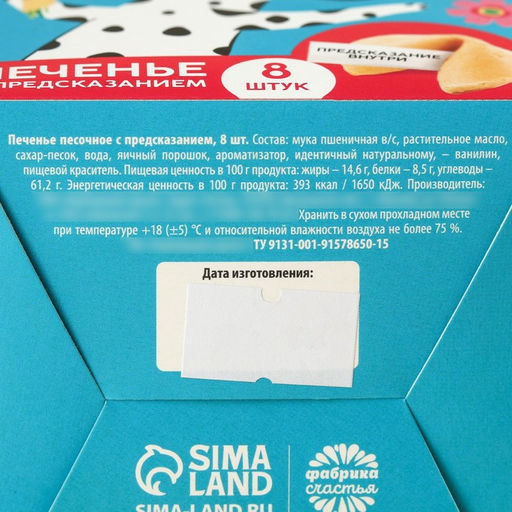 ПЕЧЕНЬЕ
ПРЕДСКАЗАНИЕМ
8
ШТУК
ПРЕДСКАЗАНИЕ
ВНУТРИ
Печенье песочное с предсказанием, 8 шт. Состав: мука пшеничная в/с, растительное масло,
сахар-песок, вода, яичный порошок, ароматизатор, идентичный натуральному, – ванилин,
пищевой краситель. Пищевая ценность в 100 г продукта: жиры – 14,6 г, белки – 8,5 г, углеводы –
61,2 г. Энергетическая ценность в 100 г продукта: 393 ккал / 1650 кДж. Производитель:
Хранить в сухом прохладном месте
при температуре +18 (±5) °С и относительной влажности воздуха не более 75 %.
ТУ 9131-001-91578650-15
Дата изготовления:
SIMA
LAND
SIMA-LAND.RU
фабрика
счастья